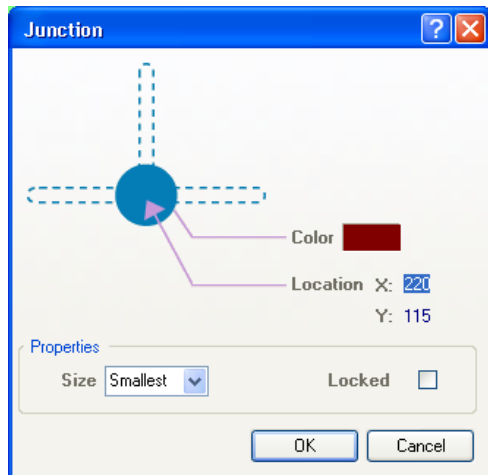 Junction
Color
Location X: 220
Y: 115
Properties
Size Smallest Locked
OK Cancel